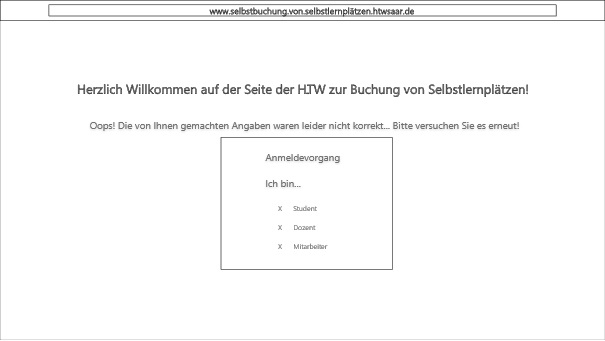 www.selbstbuchung.von.selbstlernplätzen.htwsaar.de
Herzlich Willkommen auf der Seite der HTW zur Buchung von Selbstlernplätzen!
Oops! Die von Ihnen gemachten Angaben waren leider nicht korrekt... Bitte versuchen Sie es erneut!
Anmeldevorgang
Ich bin...
X Student
X Dozent
X Mitarbeiter